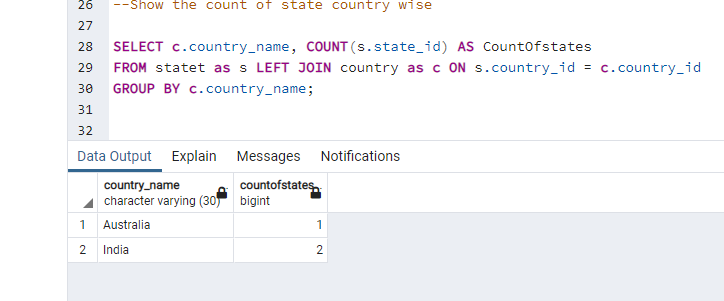 26 --Show the count of state country wise
27
28 SELECT c.country_name, COUNT(s.state_id) AS CountOfstates
29 FROM statet as s LEFT JOIN country as c ON s.country_id = c.country_id
30 GROUP BY c.country_name;
31
32
Data Output Explain Messages Notifications
country_name countofstates
character varying (30) bigint
1 Australia 1
2 India 2